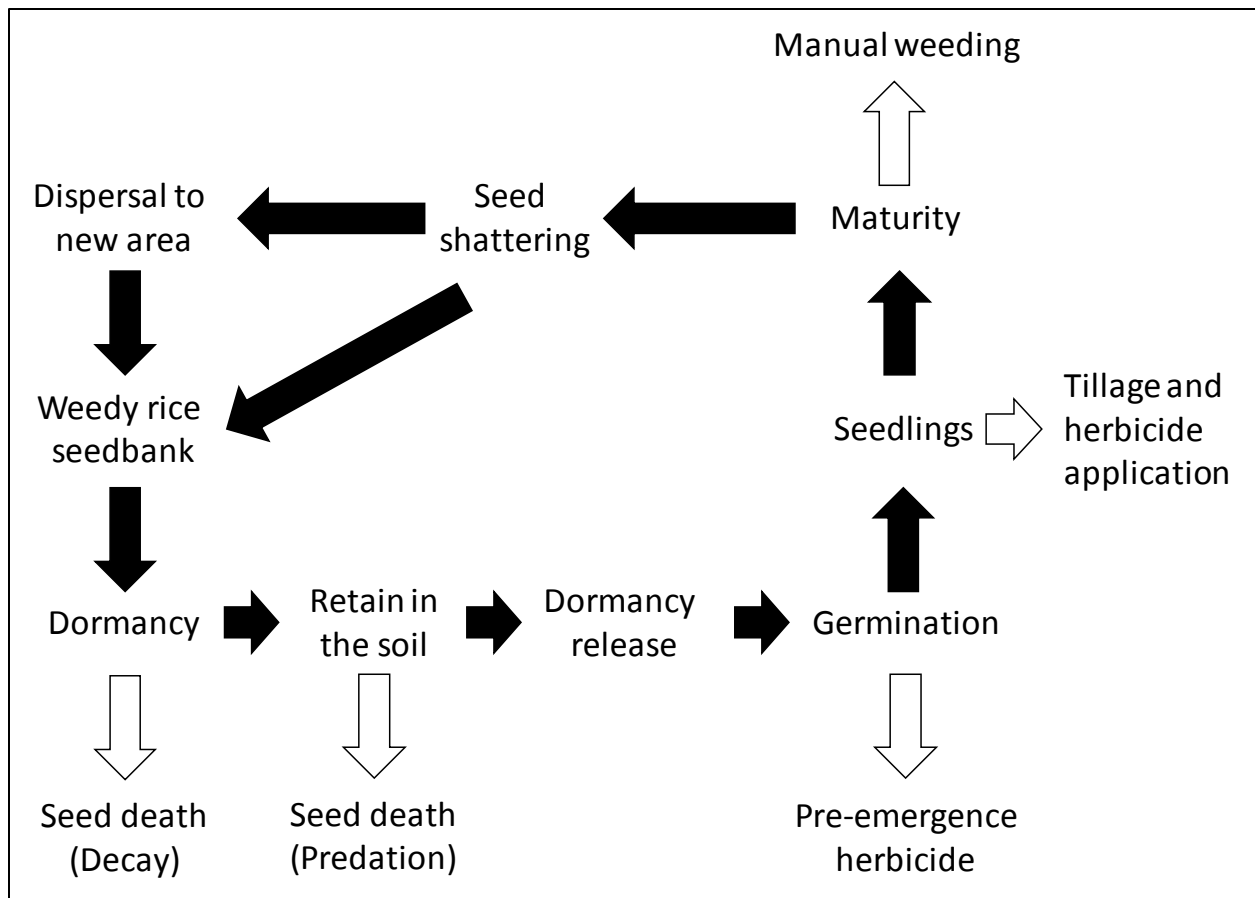 Manual weeding
Dispersal to
new area
Seed
shattering
Maturity
Weedy rice
seedbank
Seedlings
Tillage and
herbicide
application
Dormancy
Retain in
the soil
Dormancy
release
Germination
Seed death
(Decay)
Seed death
(Predation)
Pre-emergence
herbicide